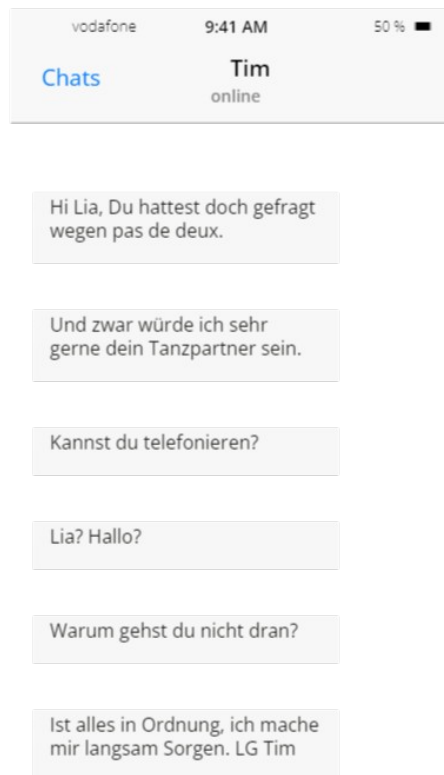 vodafone 9:41 AM 50 %
Chats Tim
online
Hi Lia, Du hattest doch gefragt
wegen pas de deux.
Und zwar würde ich sehr
gerne dein Tanzpartner sein.
Kannst du telefonieren?
Lia? Hallo?
Warum gehst du nicht dran?
Ist alles in Ordnung, ich mache
mir langsam Sorgen. LG Tim